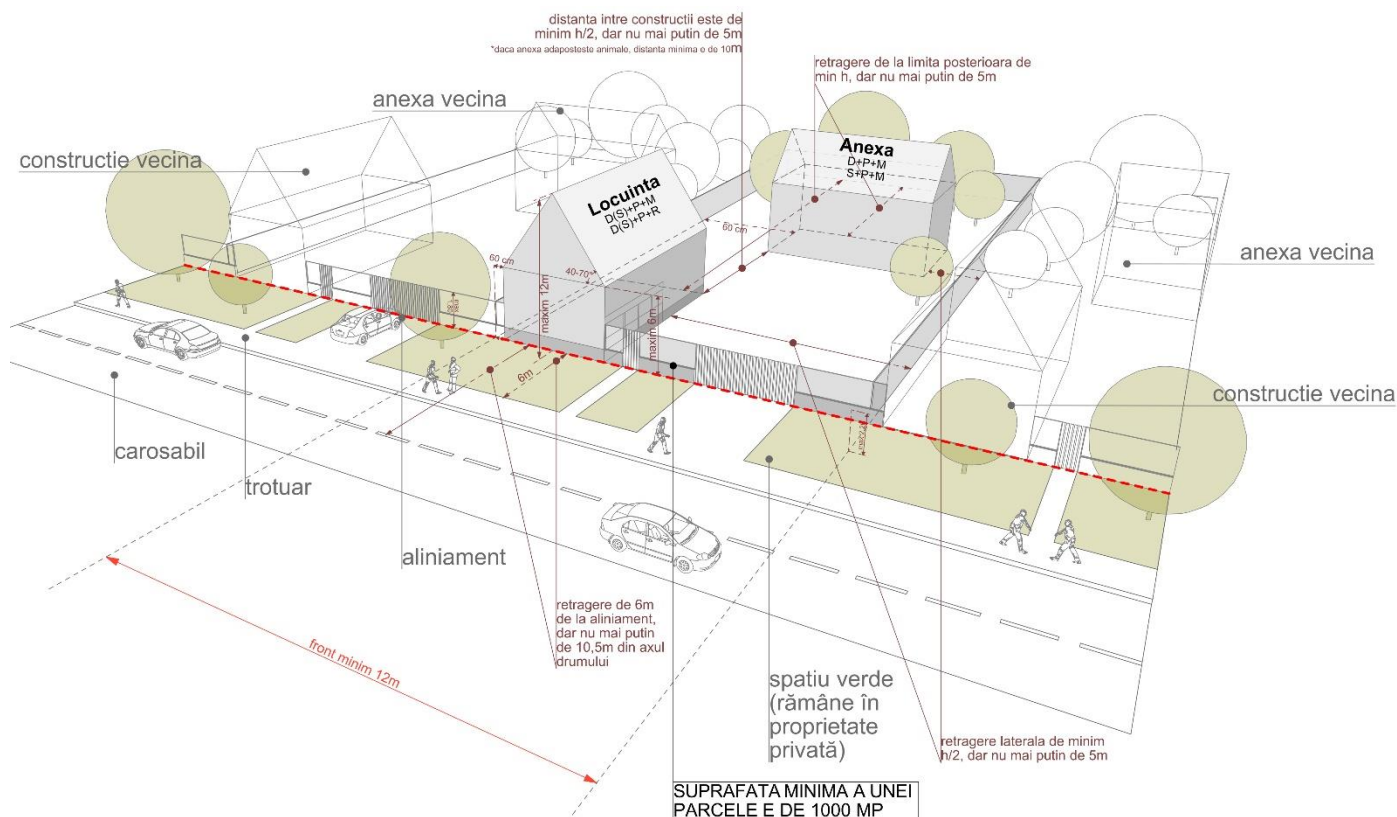 distanta intre constructii este de
minim h/2, dar nu mai putin de 5m
*daca anexa adaposteste animale, distanta minima e de 10m
retragere de la limita posterioara de
min h, dar nu mai putin de 5m
anexa vecina
constructie vecina
Anexa
D+P+M
S+P+M
Locuinta
D(S)+P+M
D(S)+P+R
60 cm
60 cm
40-70°
maxim 12m
maxim 6m
6m
anexa vecina
constructie vecina
carosabil
trotuar
aliniament
front minim 12m
retragere de 6m
de la aliniament,
dar nu mai putin
de 10,5m din axul
drumului
spatiu verde
(rămâne în
proprietate
privată)
retragere laterala de minim
h/2, dar nu mai putin de 5m
SUPRAFATA MINIMA A UNEI
PARCELE E DE 1000 MP